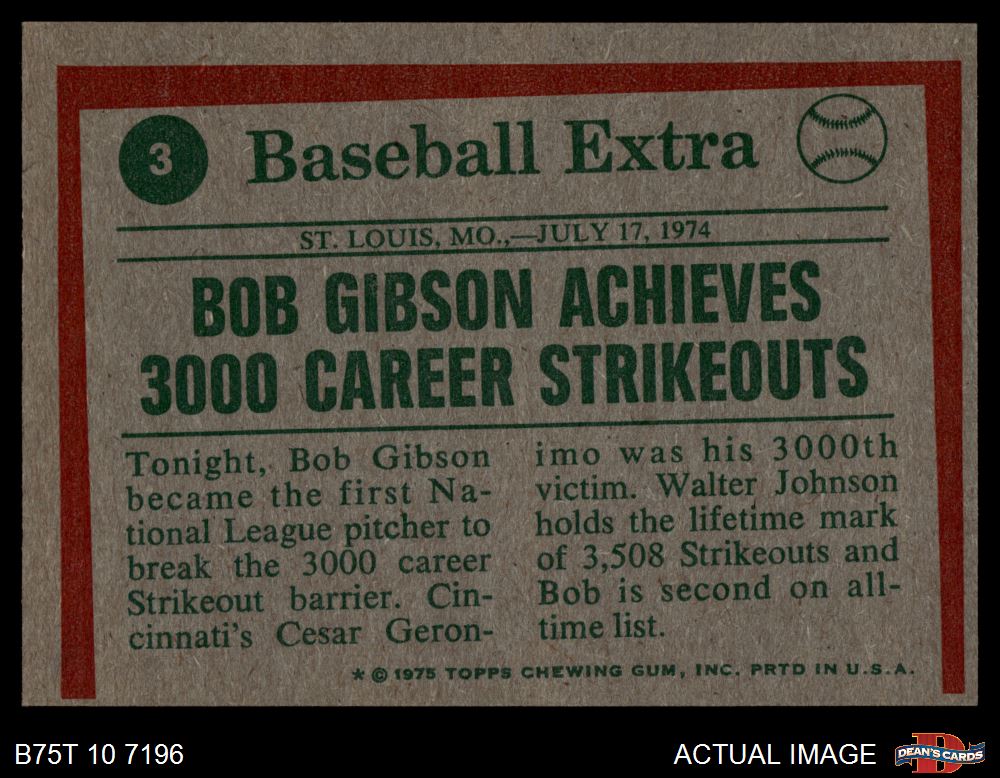 3
Baseball Extra
ST. LOUIS, MO.,—JULY 17, 1974
BOB GIBSON ACHIEVES
3000 CAREER STRIKEOUTS
Tonight, Bob Gibson
became the first Na-
tional League pitcher to
break the 3000 career
Strikeout barrier. Cin-
cinnati's Cesar Geron-
imo was his 3000th
victim. Walter Johnson
holds the lifetime mark
of 3,508 Strikeouts and
Bob is second on all-
time list.
* © 1975 TOPPS CHEWING GUM, INC. PRTD IN U.S.A.
B75T 10 7196
ACTUAL IMAGE
D
DEAN'S CARDS